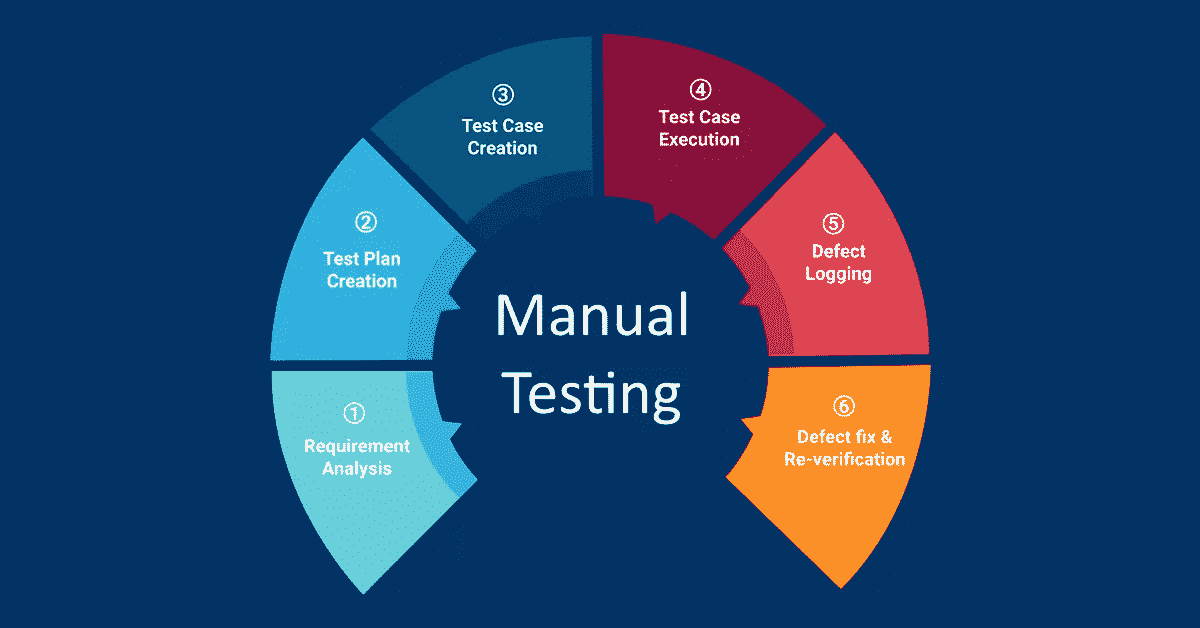 Manual
Testing
①
Requirement
Analysis
②
Test Plan
Creation
③
Test Case
Creation
④
Test Case
Execution
⑤
Defect
Logging
⑥
Defect fix &
Re-verification